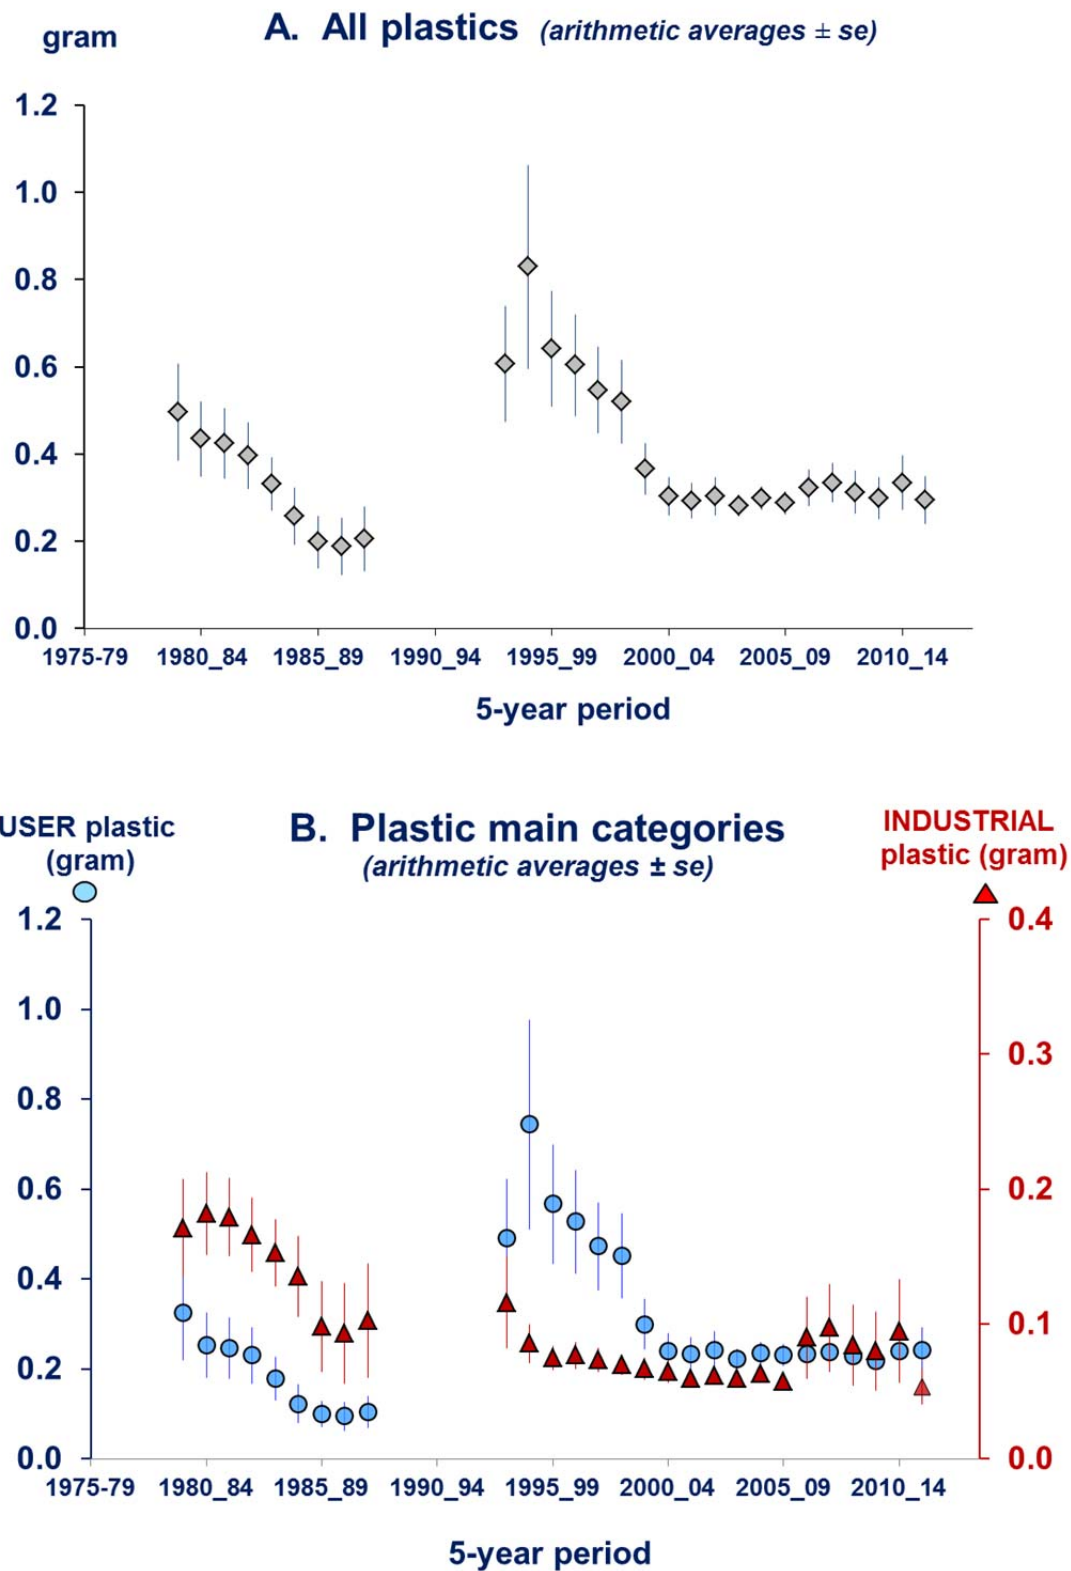 A. All plastics (arithmetic averages ± se)
gram
1.2
1.0
0.8
0.6
0.4
0.2
0.0
1975-79 1980_84 1985_89 1990_94 1995_99 2000_04 2005_09 2010_14
5-year period
B. Plastic main categories
(arithmetic averages ± se)
USER plastic
(gram)
INDUSTRIAL
plastic (gram)
1.2
1.0
0.8
0.6
0.4
0.2
0.0
0.4
0.3
0.2
0.1
0.0
1975-79 1980_84 1985_89 1990_94 1995_99 2000_04 2005_09 2010_14
5-year period